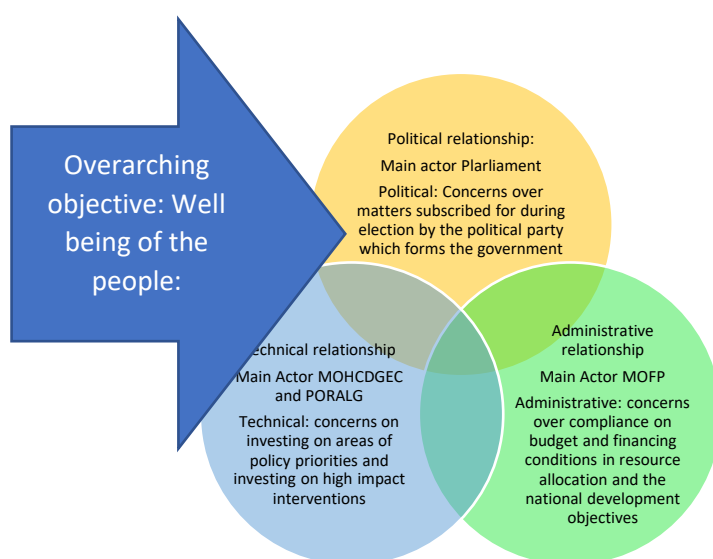 Overarching
objective: Well
being of the
people:
Political relationship:
Main actor Plarliament
Political: Concerns over
matters subscribed for during
election by the political party
which forms the government
echnical relationship
Main Actor MOHCDGEC
and PORALG
Technical: concerns on
investing on areas of
policy priorities and
investing on high impact
interventions
Administrative
relationship
Main Actor MOFP
Administrative: concerns
over compliance on
budget and financing
conditions in resource
allocation and the
national development
objectives